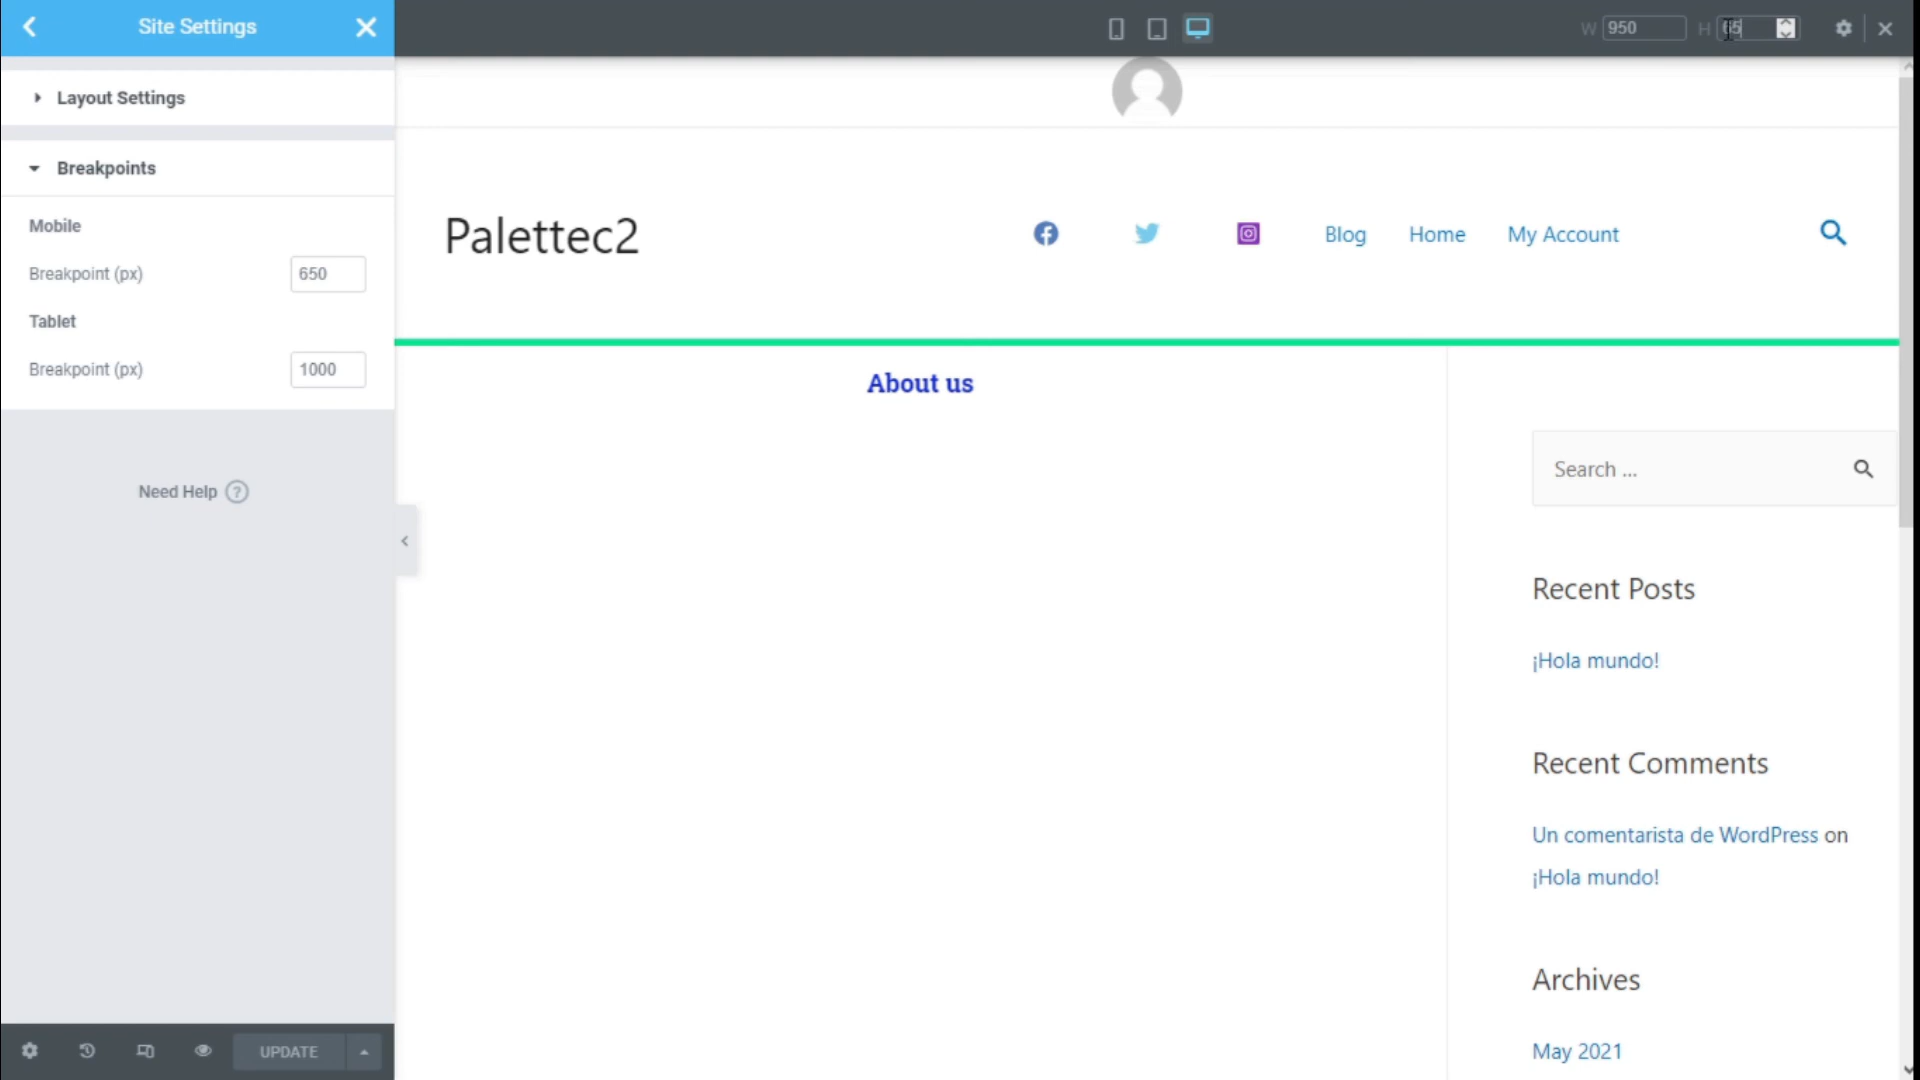 Site Settings
W 950 H 65
Layout Settings
Breakpoints
Mobile
Breakpoint (px) 650
Tablet
Breakpoint (px) 1000
Need Help ?
UPDATE
Palettec2
Blog Home My Account
About us
Search ...
Recent Posts
¡Hola mundo!
Recent Comments
Un comentarista de WordPress on
¡Hola mundo!
Archives
May 2021